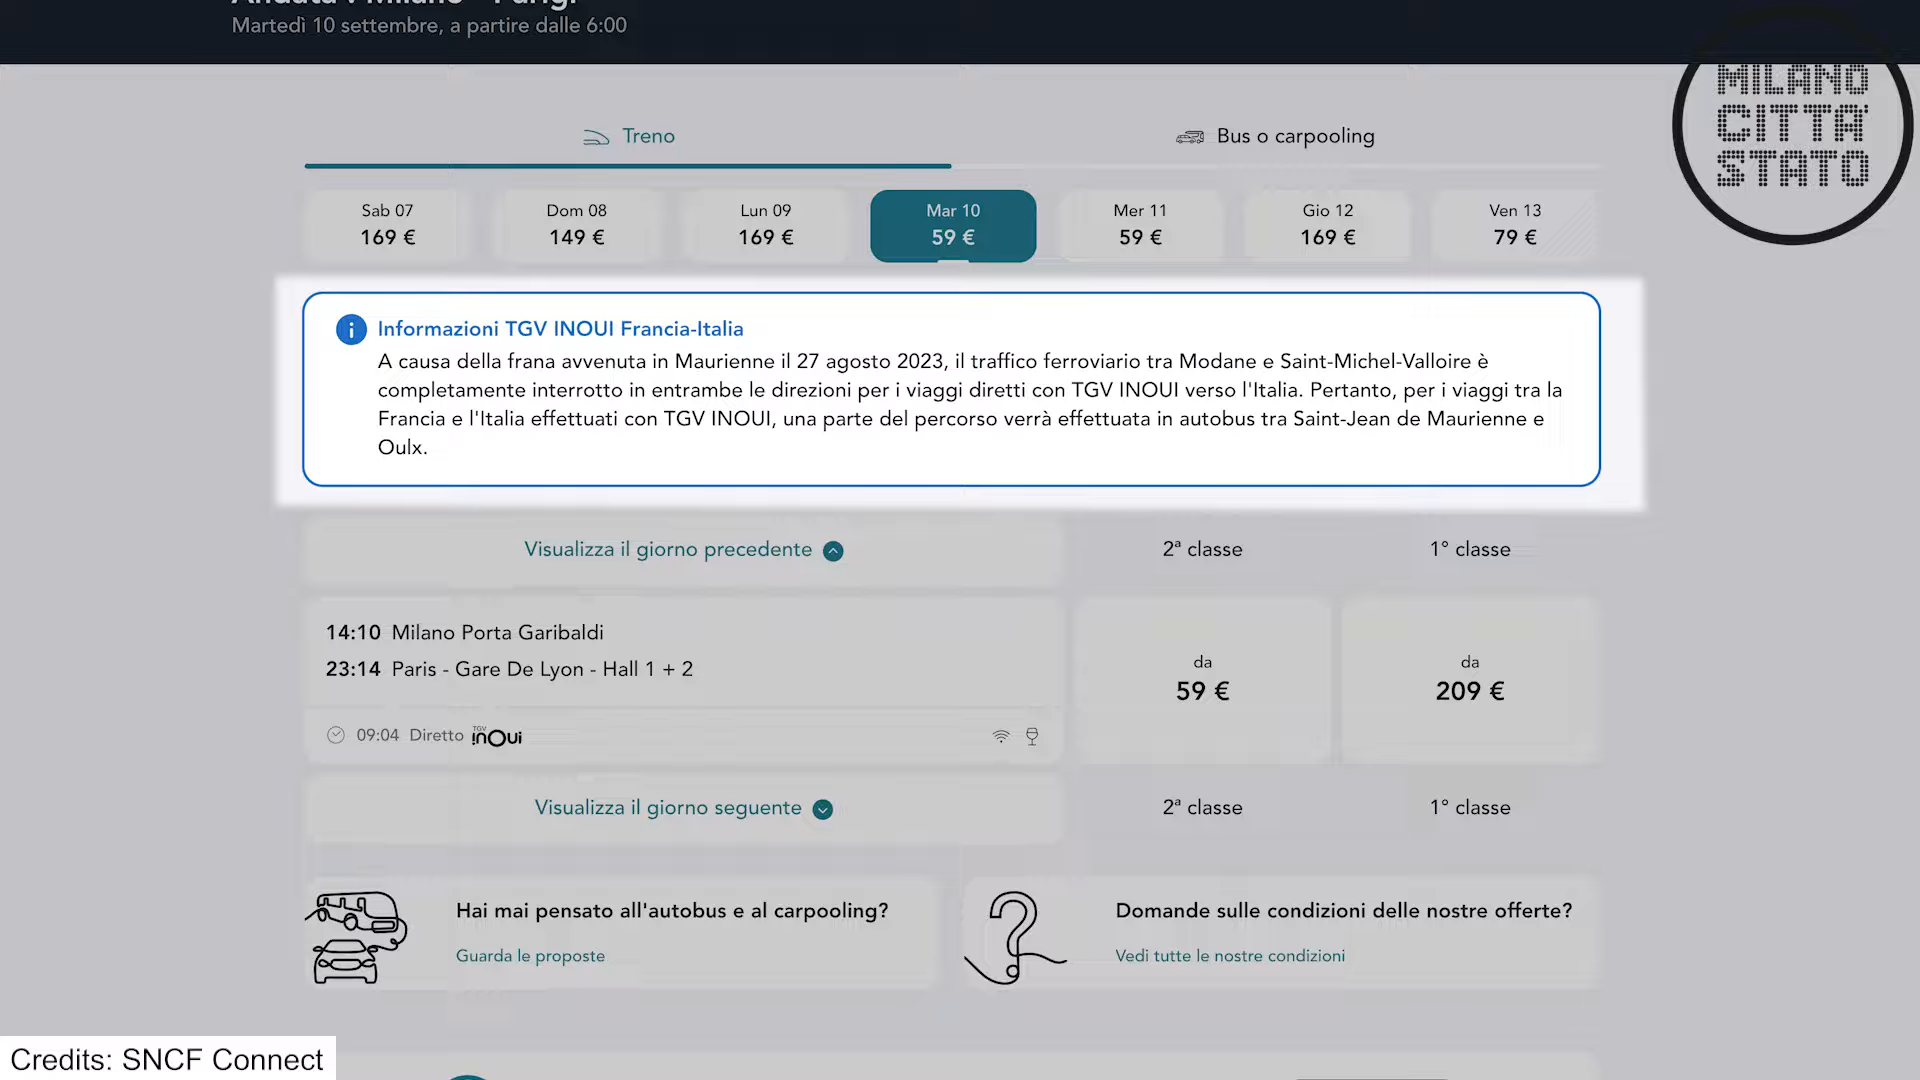 Andata : Milano - Parigi
Martedì 10 settembre, a partire dalle 6:00
MILANO
CITTA'
STATO
Treno
Bus o carpooling
Sab 07
169 €
Dom 08
149 €
Lun 09
169 €
Mar 10
59 €
Mer 11
59 €
Gio 12
169 €
Ven 13
79 €
Informazioni TGV INOUI Francia-Italia
A causa della frana avvenuta in Maurienne il 27 agosto 2023, il traffico ferroviario tra Modane e Saint-Michel-Valloire è
completamente interrotto in entrambe le direzioni per i viaggi diretti con TGV INOUI verso l'Italia. Pertanto, per i viaggi tra la
Francia e l'Italia effettuati con TGV INOUI, una parte del percorso verrà effettuata in autobus tra Saint-Jean de Maurienne e
Oulx.
Visualizza il giorno precedente
2ª classe
1° classe
14:10 Milano Porta Garibaldi
23:14 Paris - Gare De Lyon - Hall 1 + 2
da
59 €
da
209 €
09:04 Diretto TGV inOui
Visualizza il giorno seguente
2ª classe
1° classe
Hai mai pensato all'autobus e al carpooling?
Guarda le proposte
Domande sulle condizioni delle nostre offerte?
Vedi tutte le nostre condizioni
Credits: SNCF Connect